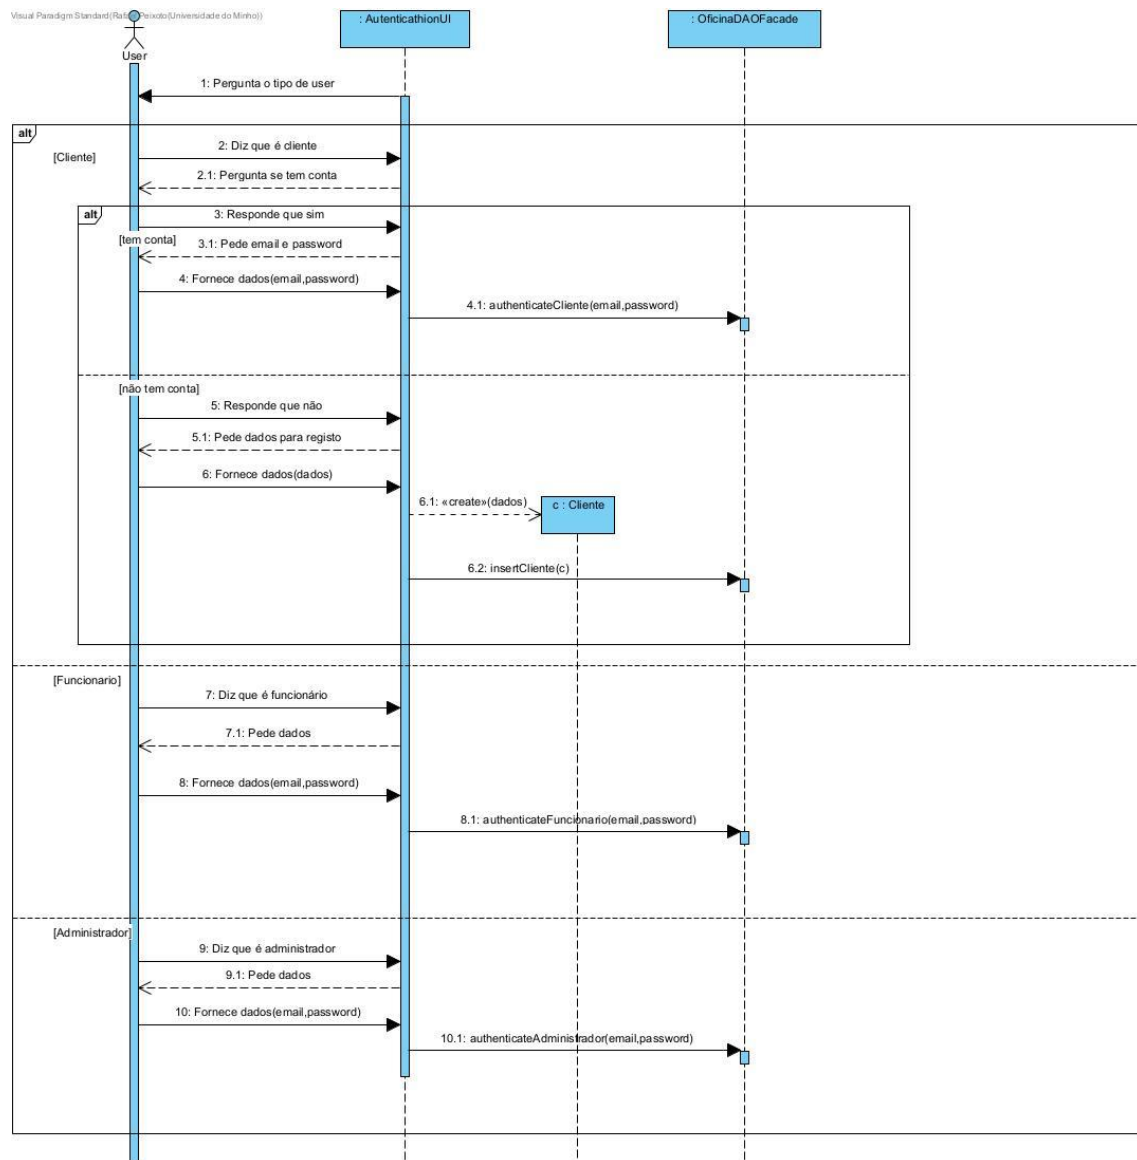 Visual Paradigm Standard(Rafael Peixoto(Universidade do Minho))
: AutenticathionUI
: OficinaDAOFacade
User
1: Pergunta o tipo de user
alt
[Cliente]
2: Diz que é cliente
2.1: Pergunta se tem conta
alt
3: Responde que sim
[tem conta]
3.1: Pede email e password
4: Fornece dados(email,password)
4.1: authenticateCliente(email,password)
[não tem conta]
5: Responde que não
5.1: Pede dados para registo
6: Fornece dados(dados)
6.1: «create»(dados)
c : Cliente
6.2: insertCliente(c)
[Funcionario]
7: Diz que é funcionário
7.1: Pede dados
8: Fornece dados(email,password)
8.1: authenticateFuncionario(email,password)
[Administrador]
9: Diz que é administrador
9.1: Pede dados
10: Fornece dados(email,password)
10.1: authenticateAdministrador(email,password)